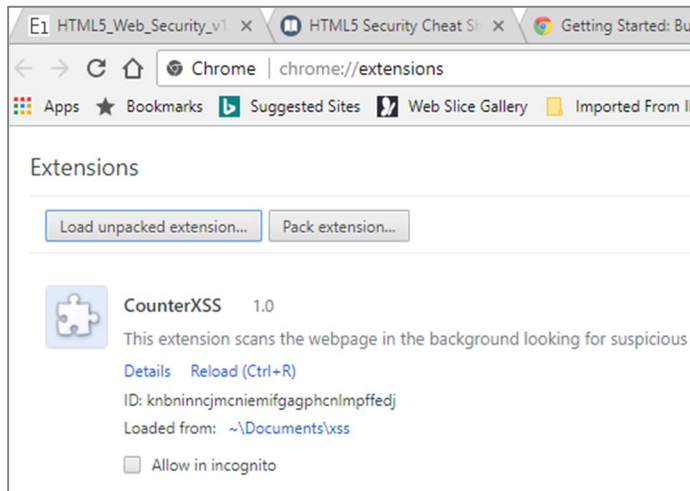 E1 HTML5_Web_Security_v1 HTML5 Security Cheat Sh Getting Started: Bu
Chrome | chrome://extensions
Apps Bookmarks Suggested Sites Web Slice Gallery Imported From I
Extensions
Load unpacked extension... Pack extension...
CounterXSS 1.0
This extension scans the webpage in the background looking for suspicious
Details Reload (Ctrl+R)
ID: knbninncjmcniemifgagphcnlmpffedj
Loaded from: ~\Documents\xss
Allow in incognito